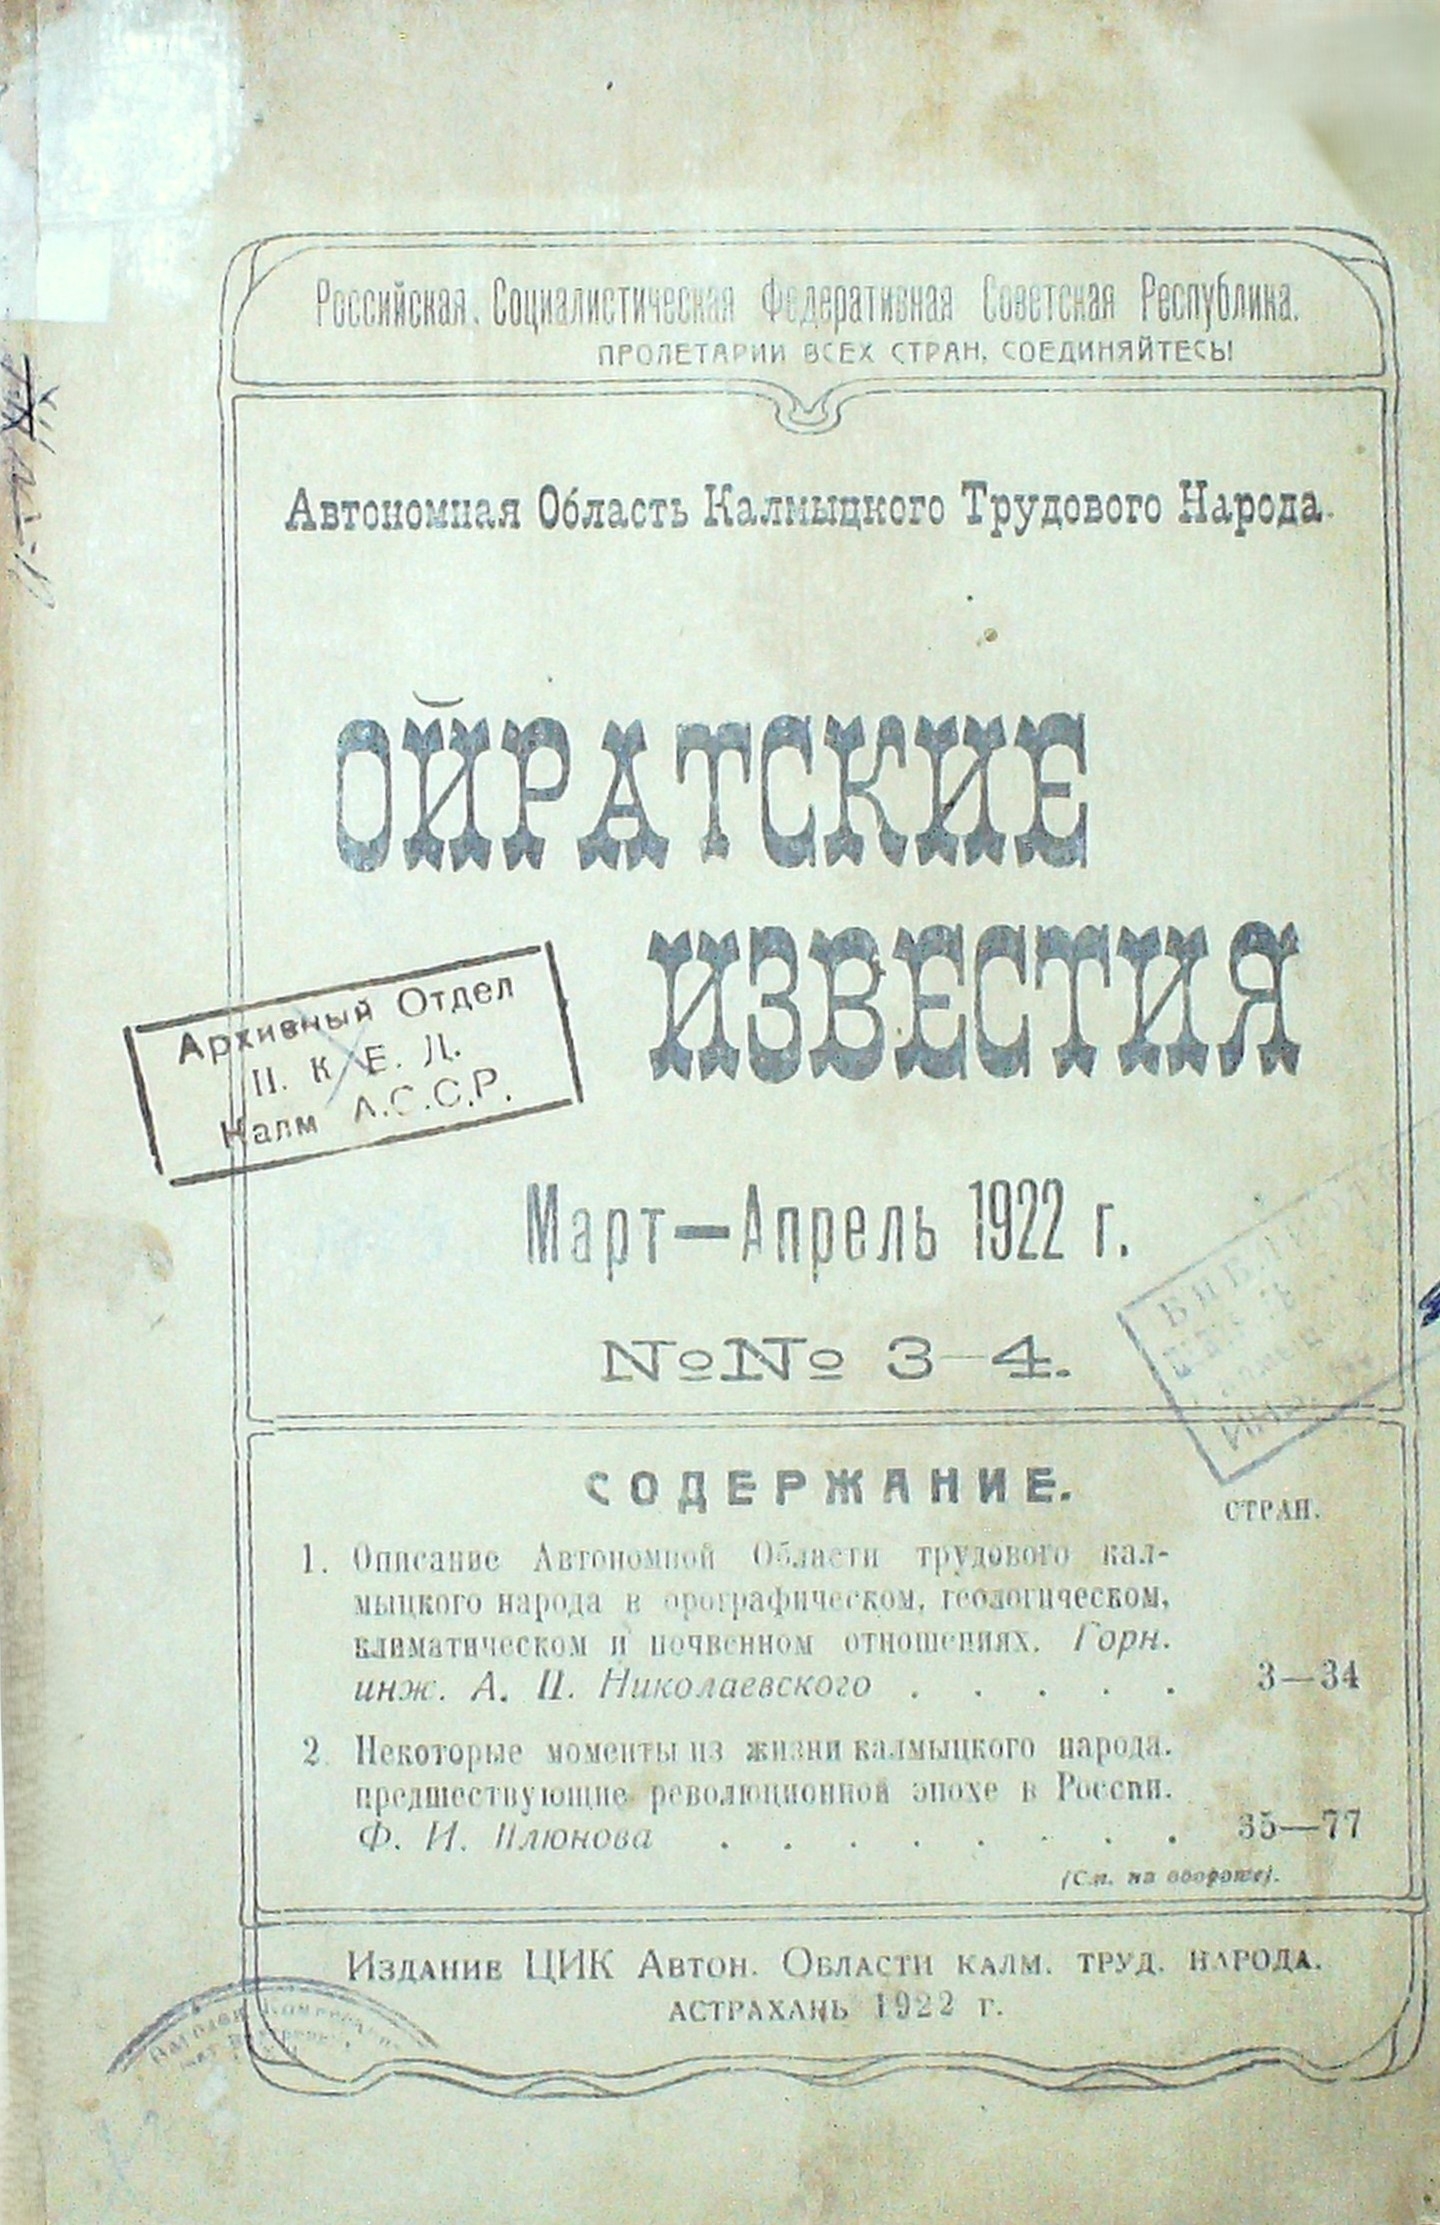 Российская Социалистическая Федеративная Советская Республика.
ПРОЛЕТАРИИ ВСЕХ СТРАН, СОЕДИНЯЙТЕСЬ!
Автономная Область Калмыцкого Трудового Народа.
ОЙРАТСКИЕ
ИЗВЕСТИЯ
Архивный Отдел
Н. К. В. Д.
Калм А.С.С.Р.
Март—Апрель 1922 г.
№№ 3—4.
СОДЕРЖАНИЕ.
СТРАН.
1. Описание Автономной Области трудового кал-
мыцкого народа в орографическом, геологическом,
климатическом и почвенном отношениях. Горн.
инж. А. П. Николаевского . . . . . 3—34
2. Некоторые моменты из жизни калмыцкого народа,
предшествующие революционной эпохе в России.
Ф. И. Плюнова . . . . . . . . 35—77
(См. на обороте).
ИЗДАНИЕ ЦИК АВТОН. ОБЛАСТИ КАЛМ. ТРУД. НАРОДА.
АСТРАХАНЬ 1922 г.